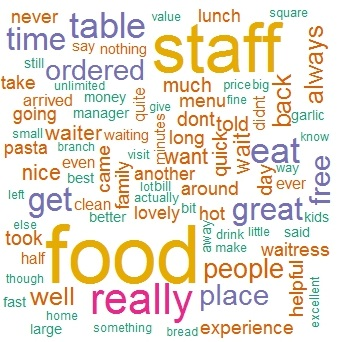 never value lunch square
time table staff always
still say nothing
ordered
unlimited much price big
take arrived money quite give menu fine didnt back
going manager minutes dont told garlic
small waiter waiting long quick wait know
pasta branch visit want eat
even came family another day way
nice best lot bill around ever free
left get clean actually great
better lovely bit hot kids
else took food away drink little said
half make waitress
though people helpful
fast well really place excellent
home
large something bread experience